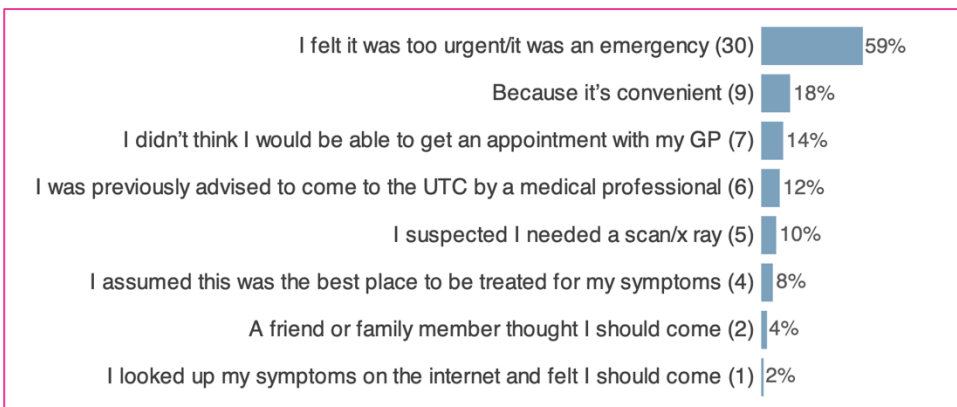 I felt it was too urgent/it was an emergency (30) 59%
Because it’s convenient (9) 18%
I didn’t think I would be able to get an appointment with my GP (7) 14%
I was previously advised to come to the UTC by a medical professional (6) 12%
I suspected I needed a scan/x ray (5) 10%
I assumed this was the best place to be treated for my symptoms (4) 8%
A friend or family member thought I should come (2) 4%
I looked up my symptoms on the internet and felt I should come (1) 2%